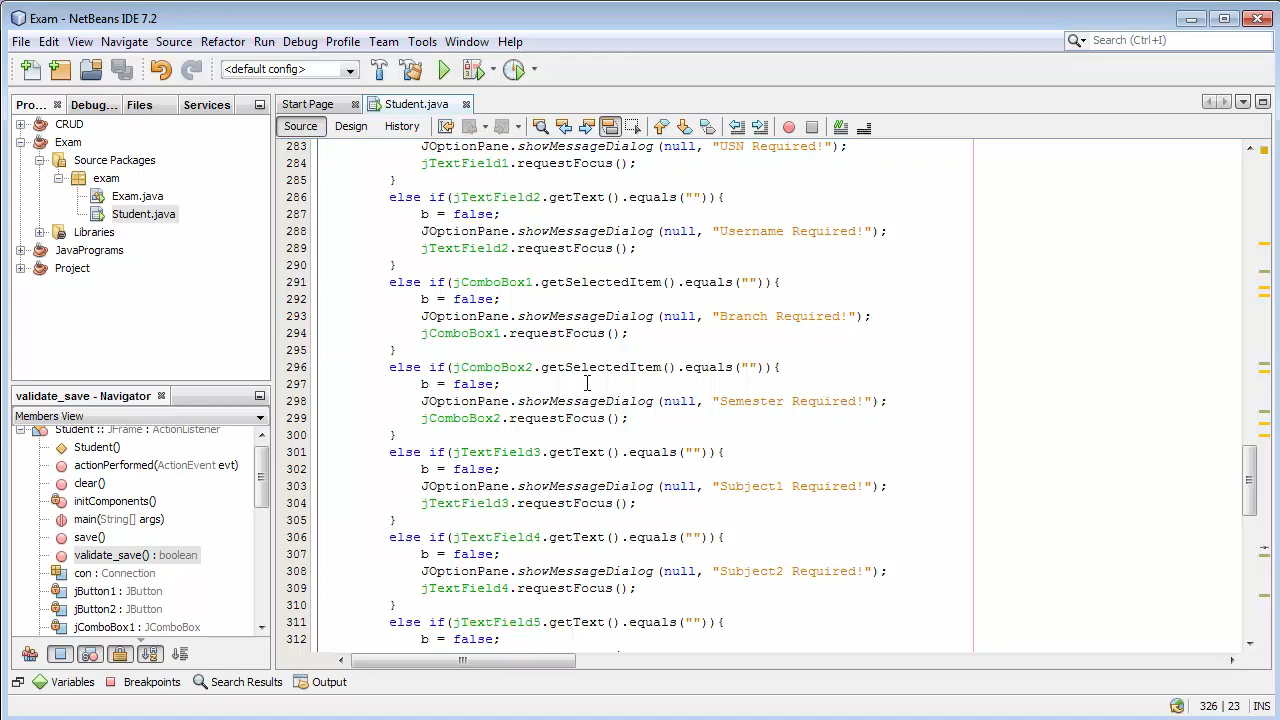 Exam - NetBeans IDE 7.2
File Edit View Navigate Source Refactor Run Debug Profile Team Tools Window Help
Search (Ctrl+I)
<default config>
Pro... Debug... Files Services
Start Page Student.java
Source Design History
CRUD
Exam
Source Packages
exam
Exam.java
Student.java
Libraries
JavaPrograms
Project
validate_save - Navigator
Members View
Student :: JFrame : ActionListener
Student()
actionPerformed(ActionEvent evt)
clear()
initComponents()
main(String[] args)
save()
validate_save() : boolean
con : Connection
jButton1 : JButton
jButton2 : JButton
jComboBox1 : JComboBox
283 JOptionPane.showMessageDialog(null, "USN Required!");
284 jTextField1.requestFocus();
285 }
286 else if(jTextField2.getText().equals("")){
287 b = false;
288 JOptionPane.showMessageDialog(null, "Username Required!");
289 jTextField2.requestFocus();
290 }
291 else if(jComboBox1.getSelectedItem().equals("")){
292 b = false;
293 JOptionPane.showMessageDialog(null, "Branch Required!");
294 jComboBox1.requestFocus();
295 }
296 else if(jComboBox2.getSelectedItem().equals("")){
297 b = false;
298 JOptionPane.showMessageDialog(null, "Semester Required!");
299 jComboBox2.requestFocus();
300 }
301 else if(jTextField3.getText().equals("")){
302 b = false;
303 JOptionPane.showMessageDialog(null, "Subject1 Required!");
304 jTextField3.requestFocus();
305 }
306 else if(jTextField4.getText().equals("")){
307 b = false;
308 JOptionPane.showMessageDialog(null, "Subject2 Required!");
309 jTextField4.requestFocus();
310 }
311 else if(jTextField5.getText().equals("")){
312 b = false;
Variables Breakpoints Search Results Output
326 | 23 INS